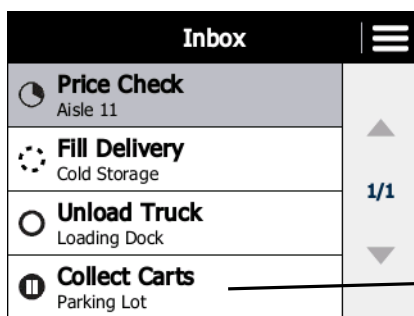 Inbox
Price Check
Aisle 11
Fill Delivery
Cold Storage
1/1
Unload Truck
Loading Dock
Collect Carts
Parking Lot